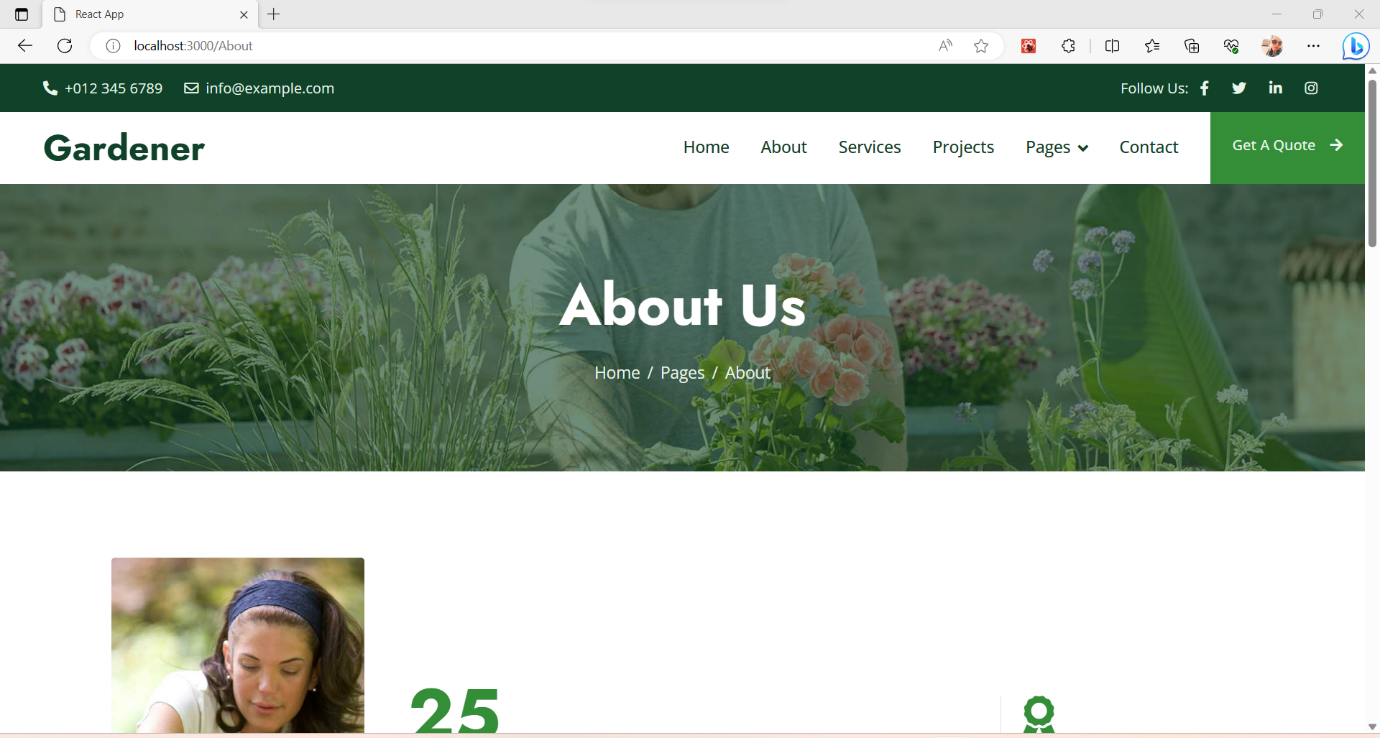 React App
localhost:3000/About
+012 345 6789 info@example.com Follow Us:
Gardener Home About Services Projects Pages Contact Get A Quote
About Us
Home / Pages / About
25